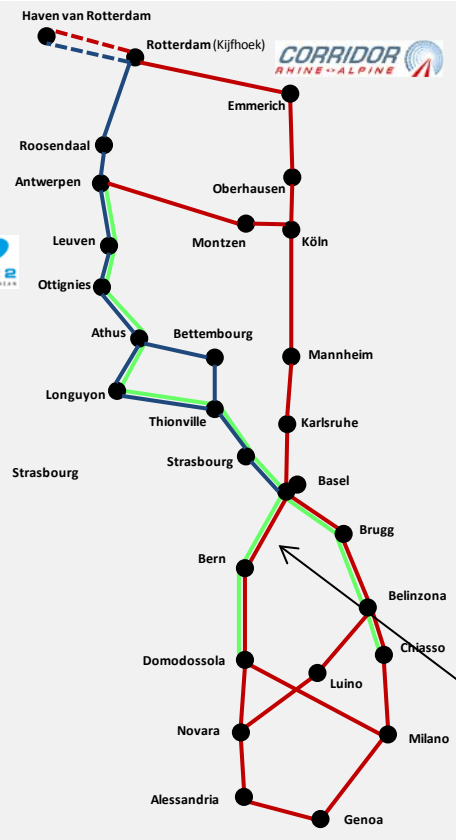 Haven van Rotterdam
Rotterdam (Kijfhoek)
CORRIDOR
RHINE<->ALPINE
Emmerich
Roosendaal
Antwerpen
Oberhausen
Leuven
Montzen
Köln
2
Ottignies
Athus
Bettembourg
Mannheim
Longuyon
Thionville
Karlsruhe
Strasbourg
Strasbourg
Basel
Brugg
Bern
Belinzona
Chiasso
Domodossola
Luino
Novara
Milano
Alessandria
Genoa